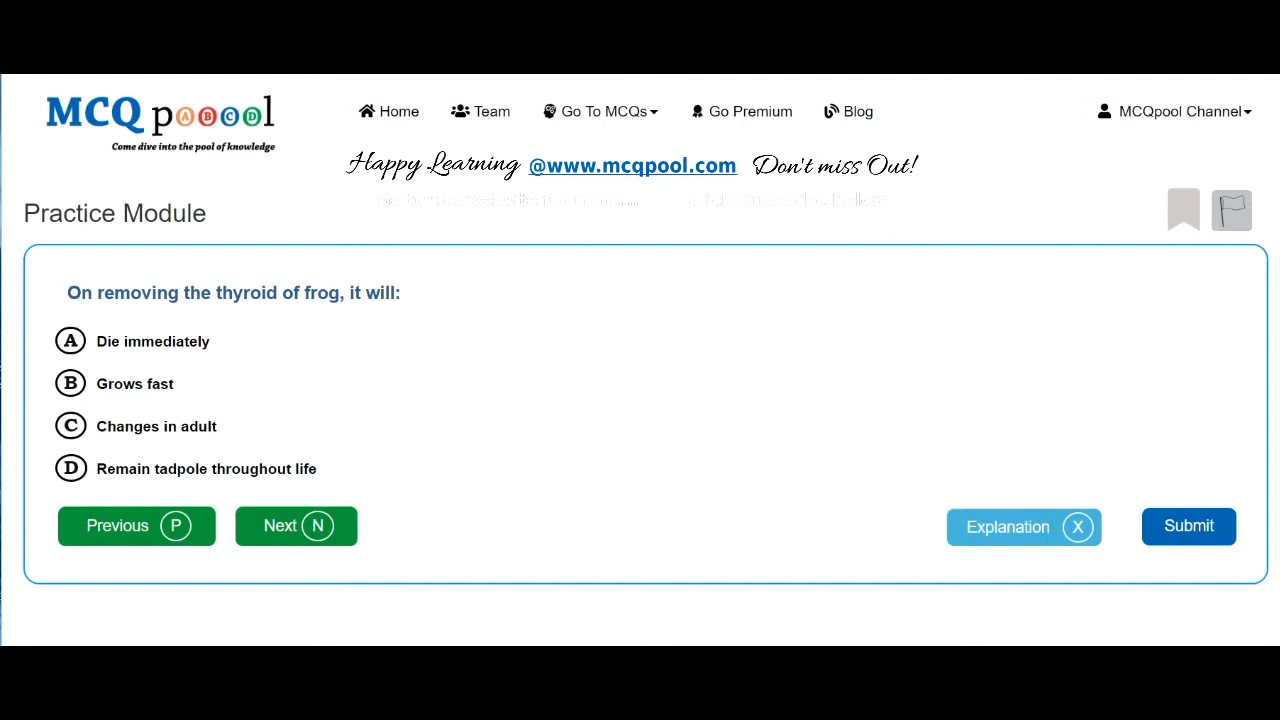 MCQ pooool
Come dive into the pool of knowledge
Home Team Go To MCQs Go Premium Blog MCQpool Channel
Happy Learning @www.mcqpool.com Don't miss Out!
Practice Module
On removing the thyroid of frog, it will:
A Die immediately
B Grows fast
C Changes in adult
D Remain tadpole throughout life
Previous P Next N Explanation X Submit